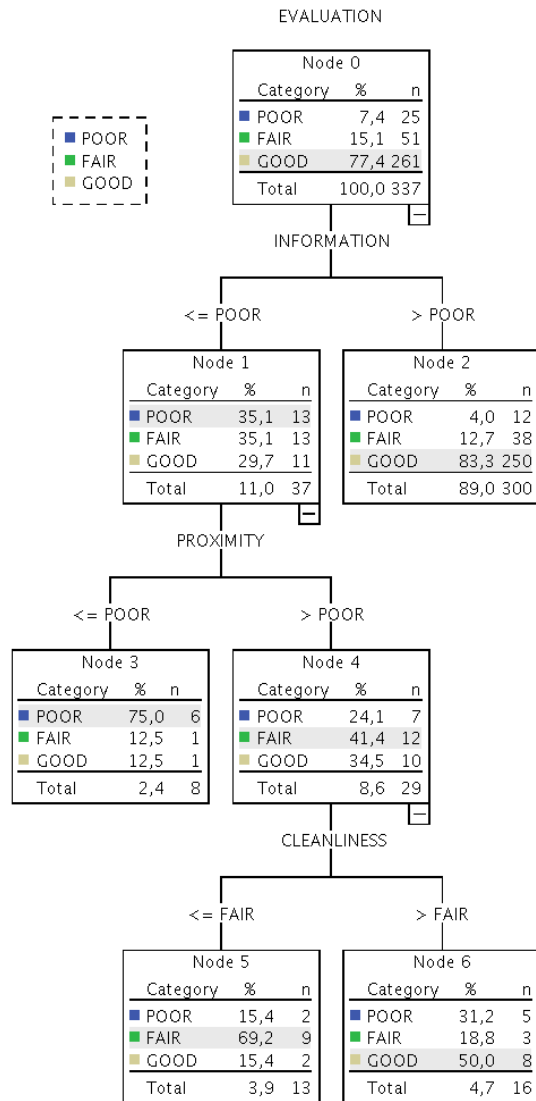 EVALUATION
Node 0
Category % n
POOR 7,4 25
FAIR 15,1 51
GOOD 77,4 261
Total 100,0 337
POOR
FAIR
GOOD
INFORMATION
<= POOR
> POOR
Node 1
Category % n
POOR 35,1 13
FAIR 35,1 13
GOOD 29,7 11
Total 11,0 37
Node 2
Category % n
POOR 4,0 12
FAIR 12,7 38
GOOD 83,3 250
Total 89,0 300
PROXIMITY
<= POOR
> POOR
Node 3
Category % n
POOR 75,0 6
FAIR 12,5 1
GOOD 12,5 1
Total 2,4 8
Node 4
Category % n
POOR 24,1 7
FAIR 41,4 12
GOOD 34,5 10
Total 8,6 29
CLEANLINESS
<= FAIR
> FAIR
Node 5
Category % n
POOR 15,4 2
FAIR 69,2 9
GOOD 15,4 2
Total 3,9 13
Node 6
Category % n
POOR 31,2 5
FAIR 18,8 3
GOOD 50,0 8
Total 4,7 16